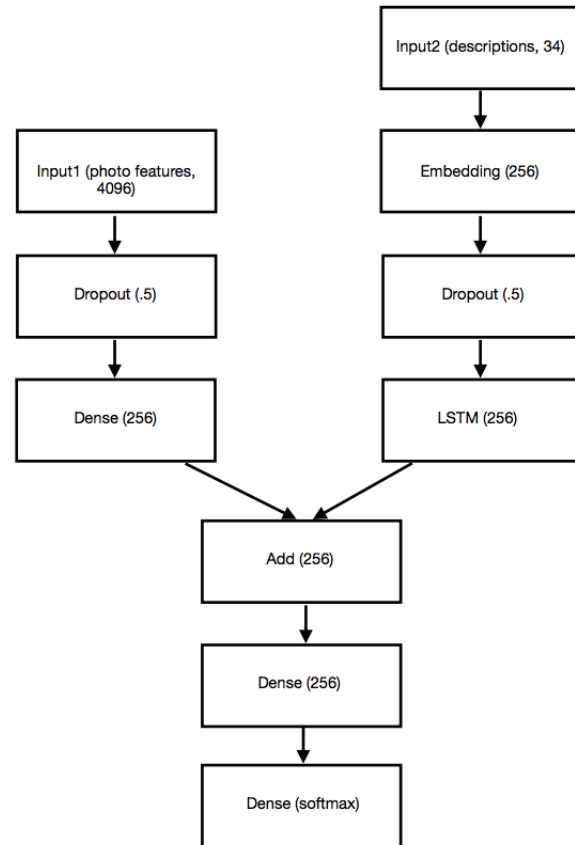 Input2 (descriptions, 34)
Input1 (photo features,
4096)
Embedding (256)
Dropout (.5)
Dropout (.5)
Dense (256)
LSTM (256)
Add (256)
Dense (256)
Dense (softmax)